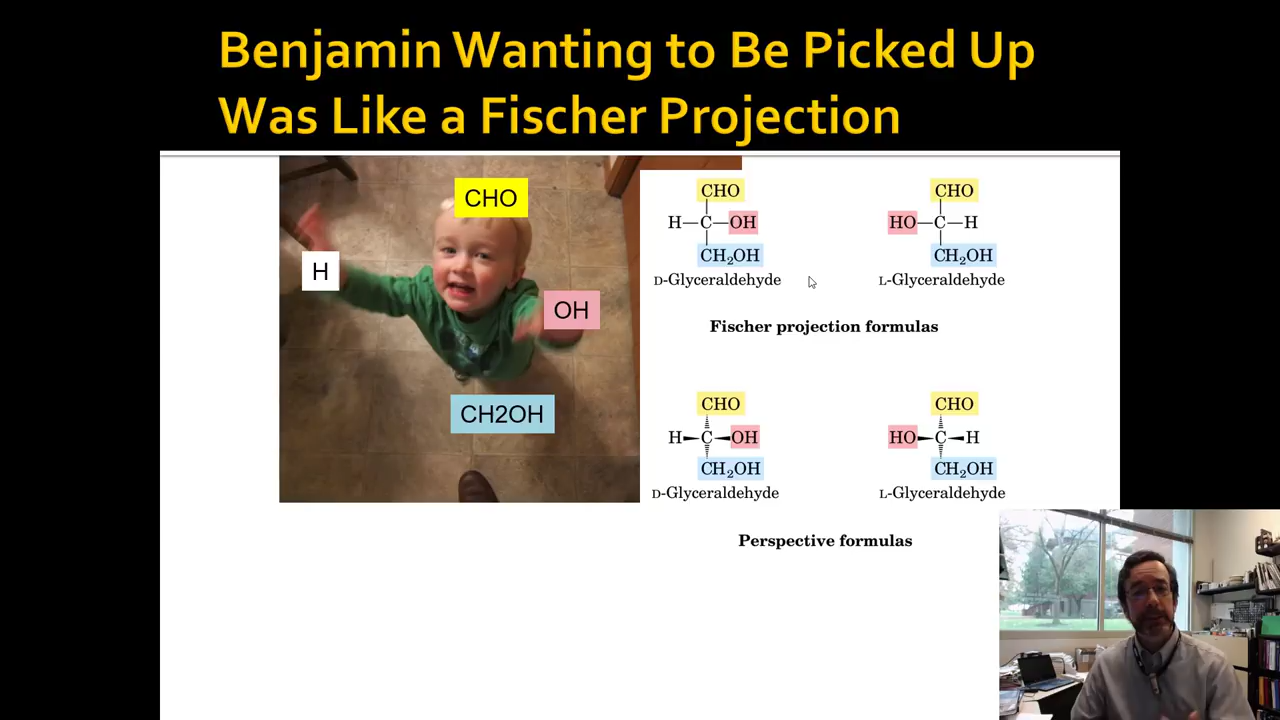 Benjamin Wanting to Be Picked Up
Was Like a Fischer Projection
CHO
H
OH
CH2OH
CHO
H—C—OH
CH₂OH
D-Glyceraldehyde
CHO
HO—C—H
CH₂OH
L-Glyceraldehyde
Fischer projection formulas
CHO
H C OH
CH₂OH
D-Glyceraldehyde
CHO
HO C H
CH₂OH
L-Glyceraldehyde
Perspective formulas